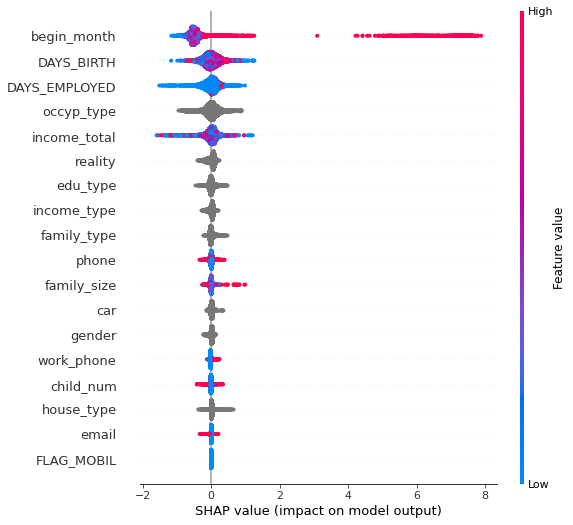 High
begin_month
DAYS_BIRTH
DAYS_EMPLOYED
occyp_type
income_total
reality
edu_type
income_type
family_type
phone
family_size
car
gender
work_phone
child_num
house_type
email
FLAG_MOBIL
Feature value
Low
−2 0 2 4 6 8
SHAP value (impact on model output)